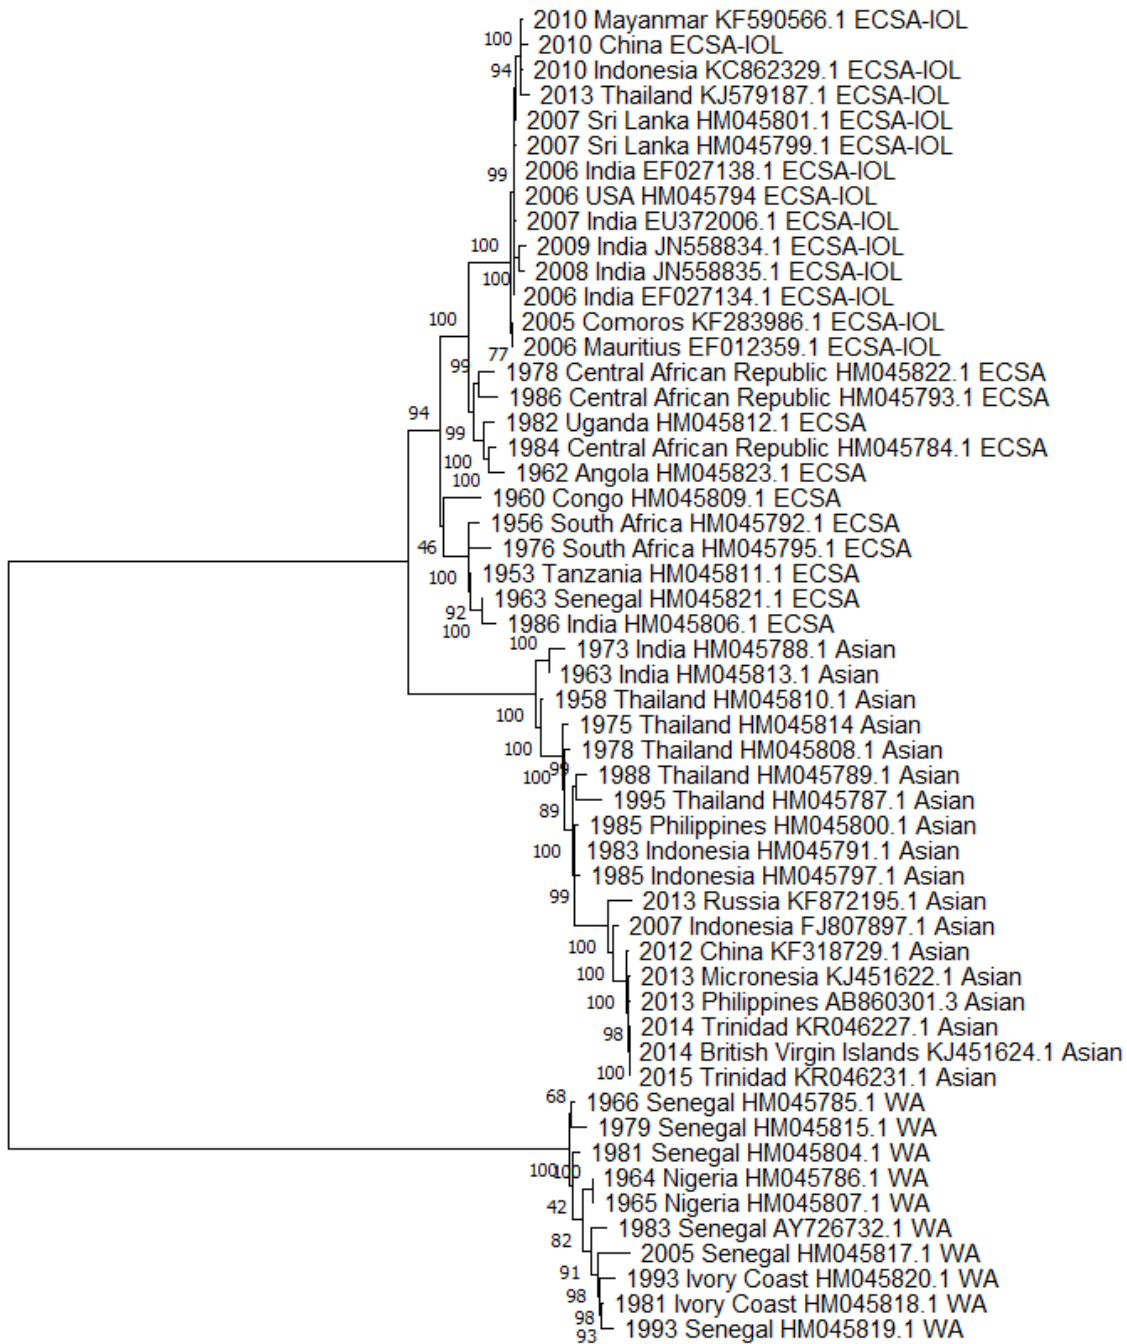 2010 Mayanmar KF590566.1 ECSA-IOL
100
2010 China ECSA-IOL
94
2010 Indonesia KC862329.1 ECSA-IOL
2013 Thailand KJ579187.1 ECSA-IOL
2007 Sri Lanka HM045801.1 ECSA-IOL
2007 Sri Lanka HM045799.1 ECSA-IOL
99
2006 India EF027138.1 ECSA-IOL
2006 USA HM045794 ECSA-IOL
2007 India EU372006.1 ECSA-IOL
100
2009 India JN558834.1 ECSA-IOL
100
2008 India JN558835.1 ECSA-IOL
2006 India EF027134.1 ECSA-IOL
100
2005 Comoros KF283986.1 ECSA-IOL
77
2006 Mauritius EF012359.1 ECSA-IOL
99
1978 Central African Republic HM045822.1 ECSA
1986 Central African Republic HM045793.1 ECSA
94
1982 Uganda HM045812.1 ECSA
99
1984 Central African Republic HM045784.1 ECSA
100
1962 Angola HM045823.1 ECSA
100
1960 Congo HM045809.1 ECSA
1956 South Africa HM045792.1 ECSA
46
1976 South Africa HM045795.1 ECSA
100
1953 Tanzania HM045811.1 ECSA
1963 Senegal HM045821.1 ECSA
92
1986 India HM045806.1 ECSA
100
100
1973 India HM045788.1 Asian
1963 India HM045813.1 Asian
1958 Thailand HM045810.1 Asian
100
1975 Thailand HM045814 Asian
100
1978 Thailand HM045808.1 Asian
99
100
1988 Thailand HM045789.1 Asian
1995 Thailand HM045787.1 Asian
89
1985 Philippines HM045800.1 Asian
100
1983 Indonesia HM045791.1 Asian
1985 Indonesia HM045797.1 Asian
99
2013 Russia KF872195.1 Asian
2007 Indonesia FJ807897.1 Asian
100
2012 China KF318729.1 Asian
100
2013 Micronesia KJ451622.1 Asian
100
2013 Philippines AB860301.3 Asian
2014 Trinidad KR046227.1 Asian
98
2014 British Virgin Islands KJ451624.1 Asian
100
2015 Trinidad KR046231.1 Asian
68
1966 Senegal HM045785.1 WA
1979 Senegal HM045815.1 WA
1981 Senegal HM045804.1 WA
100
100
1964 Nigeria HM045786.1 WA
42
1965 Nigeria HM045807.1 WA
1983 Senegal AY726732.1 WA
82
2005 Senegal HM045817.1 WA
91
1993 Ivory Coast HM045820.1 WA
98
1981 Ivory Coast HM045818.1 WA
98
1993 Senegal HM045819.1 WA
93